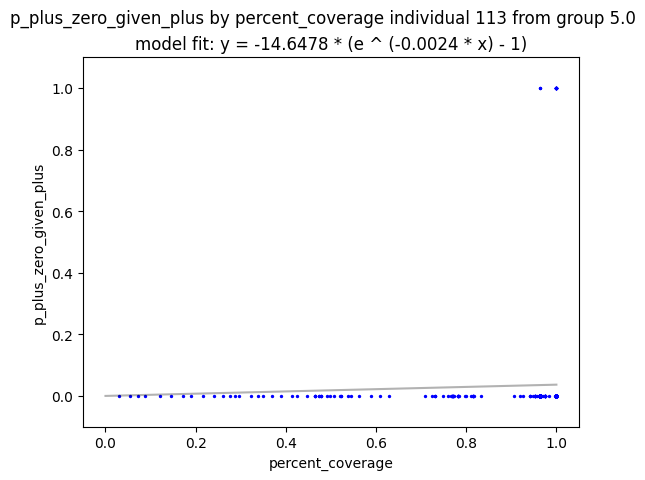 p_plus_zero_given_plus by percent_coverage individual 113 from group 5.0
model fit: y = -14.6478 * (e ^ (-0.0024 * x) - 1)
1.0
0.8
0.6
0.4
0.2
0.0
p_plus_zero_given_plus
0.0 0.2 0.4 0.6 0.8 1.0
percent_coverage